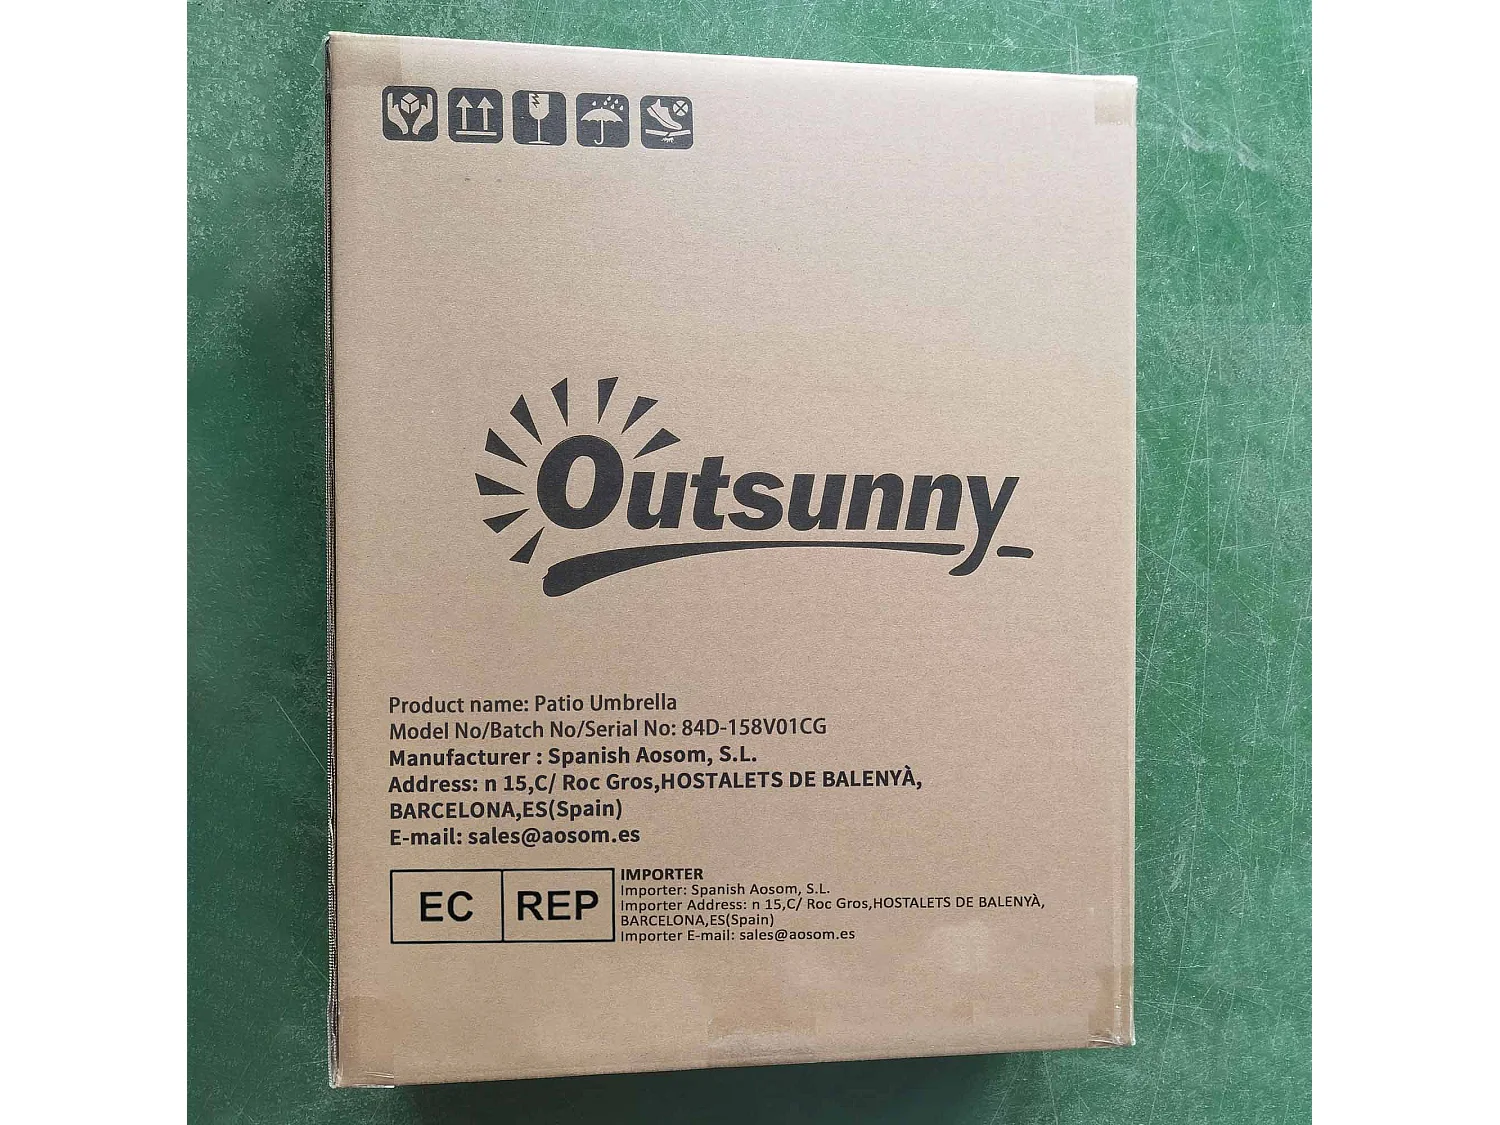 Outsunny
Product name: Patio Umbrella
Model No/Batch No/Serial No: 84D-158V01CG
Manufacturer : Spanish Aosom, S.L.
Address: n 15,C/ Roc Gros,HOSTALETS DE BALENYÀ,
BARCELONA,ES(Spain)
E-mail: sales@aosom.es
EC REP
IMPORTER
Importer: Spanish Aosom, S.L.
Importer Address: n 15,C/ Roc Gros,HOSTALETS DE BALENYÀ,
BARCELONA,ES(Spain)
Importer E-mail: sales@aosom.es